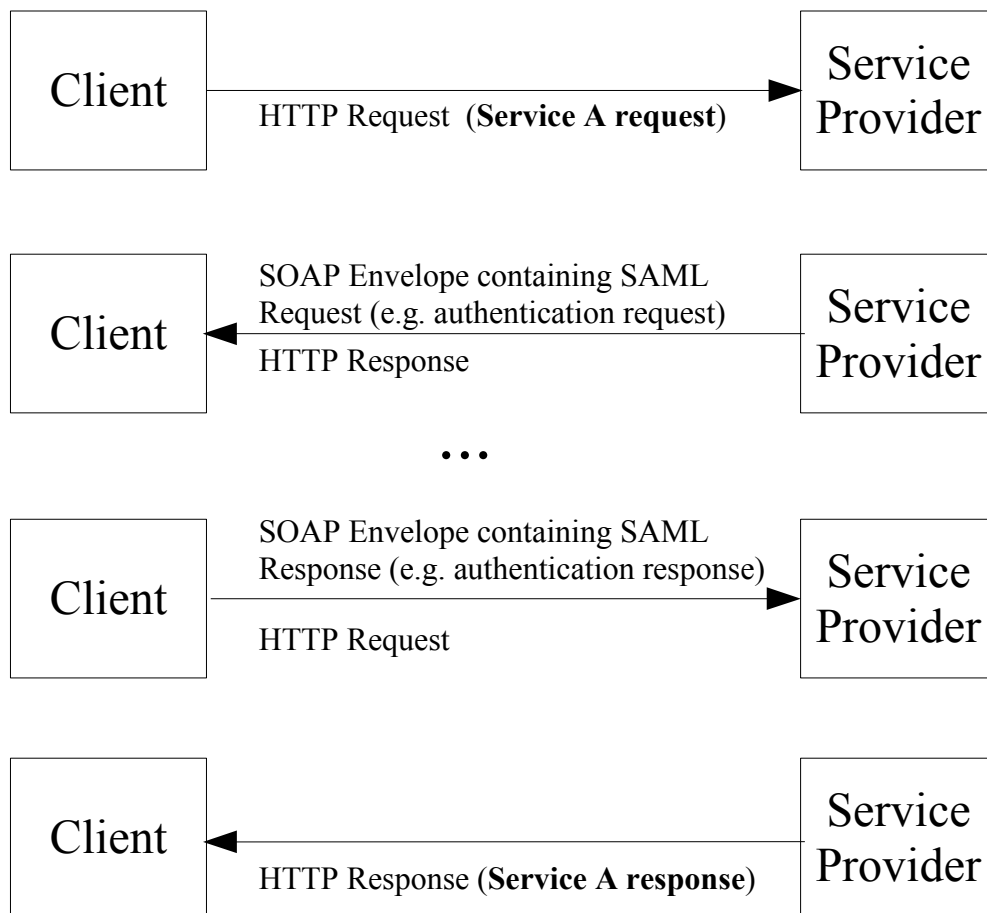 Client
Service
Provider
HTTP Request (Service A request)
Client
SOAP Envelope containing SAML
Request (e.g. authentication request)
HTTP Response
Service
Provider
...
Client
SOAP Envelope containing SAML
Response (e.g. authentication response)
HTTP Request
Service
Provider
Client
HTTP Response (Service A response)
Service
Provider